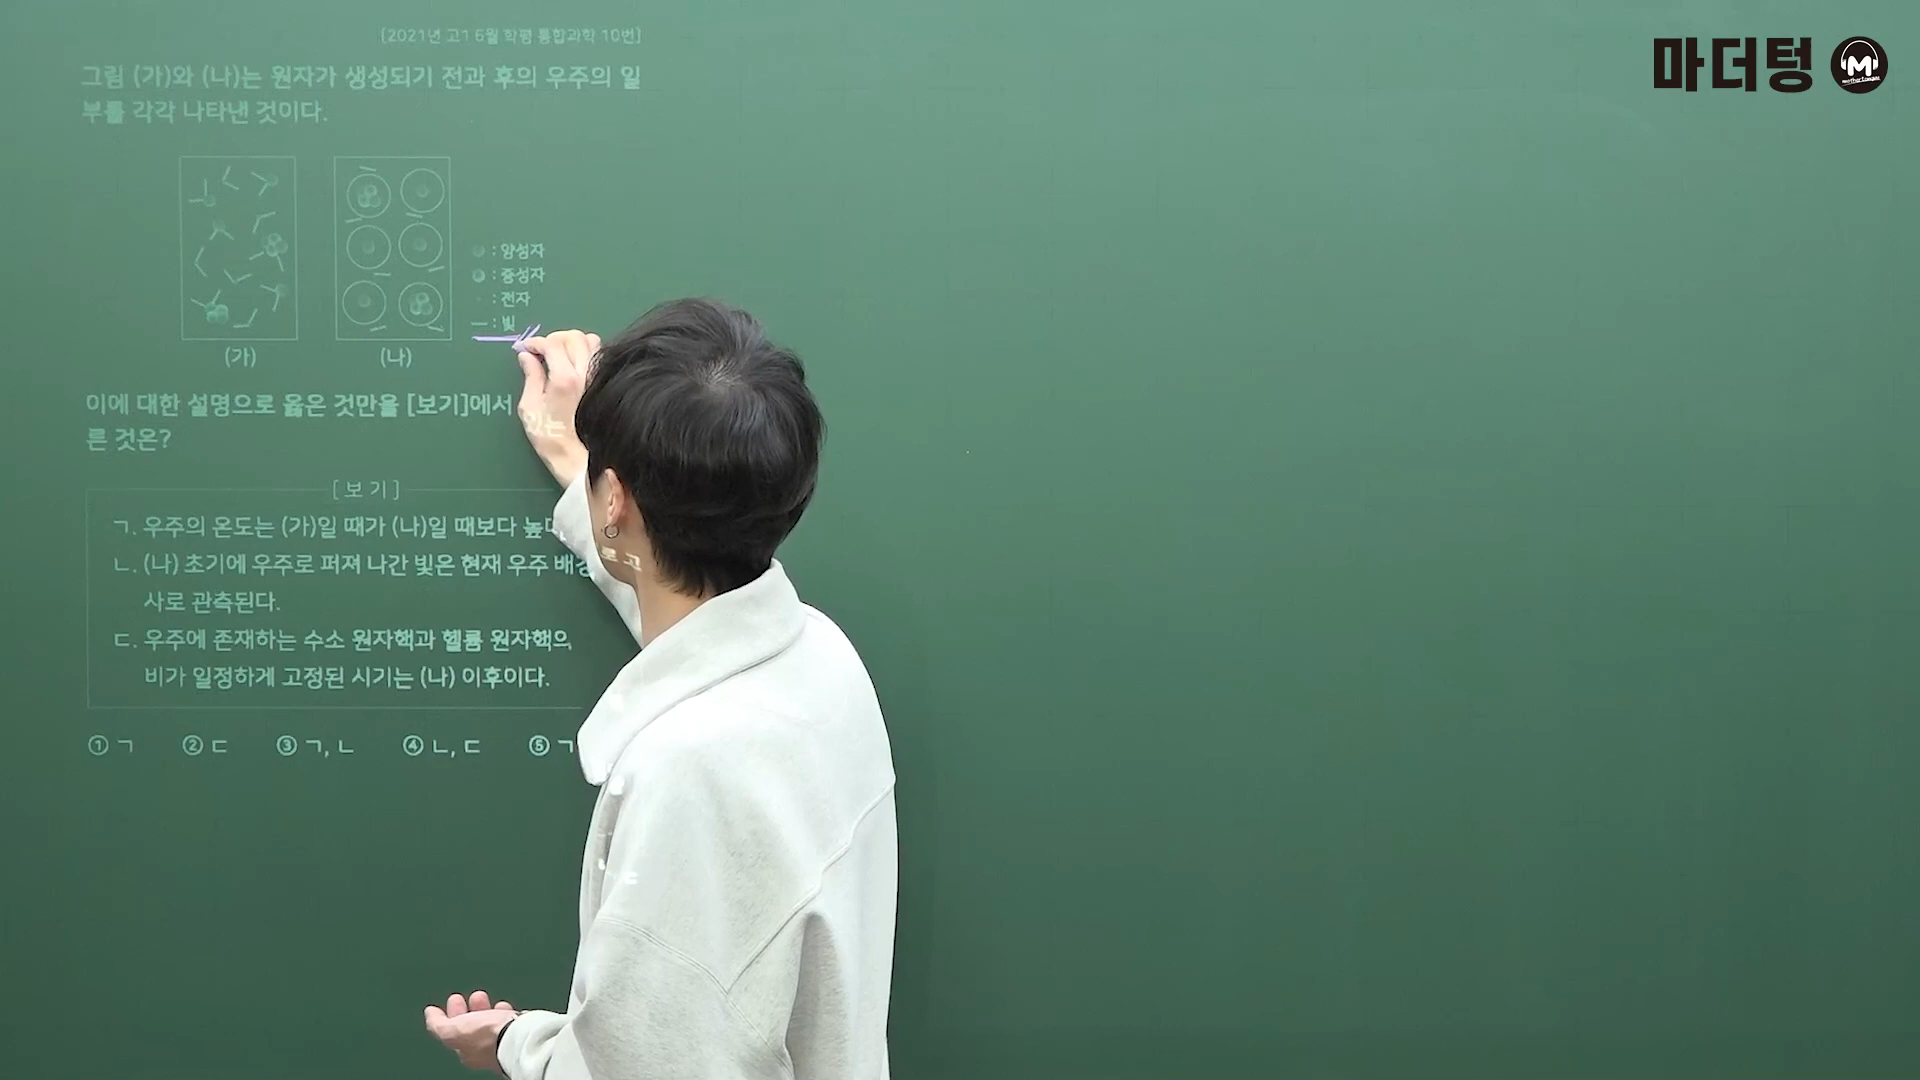 [2021년 고1 6월 학평 통합과학 10번]
마더텅
그림 (가)와 (나)는 원자가 생성되기 전과 후의 우주의 일
부를 각각 나타낸 것이다.
: 양성자
: 중성자
: 전자
: 빛
(가) (나)
이에 대한 설명으로 옳은 것만을 [보기]에서 있는
른 것은?
[보기]
ㄱ. 우주의 온도는 (가)일 때가 (나)일 때보다 높다.
ㄴ. (나) 초기에 우주로 퍼져 나간 빛은 현재 우주 배경
사로 관측된다.
ㄷ. 우주에 존재하는 수소 원자핵과 헬륨 원자핵의
비가 일정하게 고정된 시기는 (나) 이후이다.
① ㄱ ② ㄷ ③ ㄱ, ㄴ ④ ㄴ, ㄷ ⑤ ㄱ